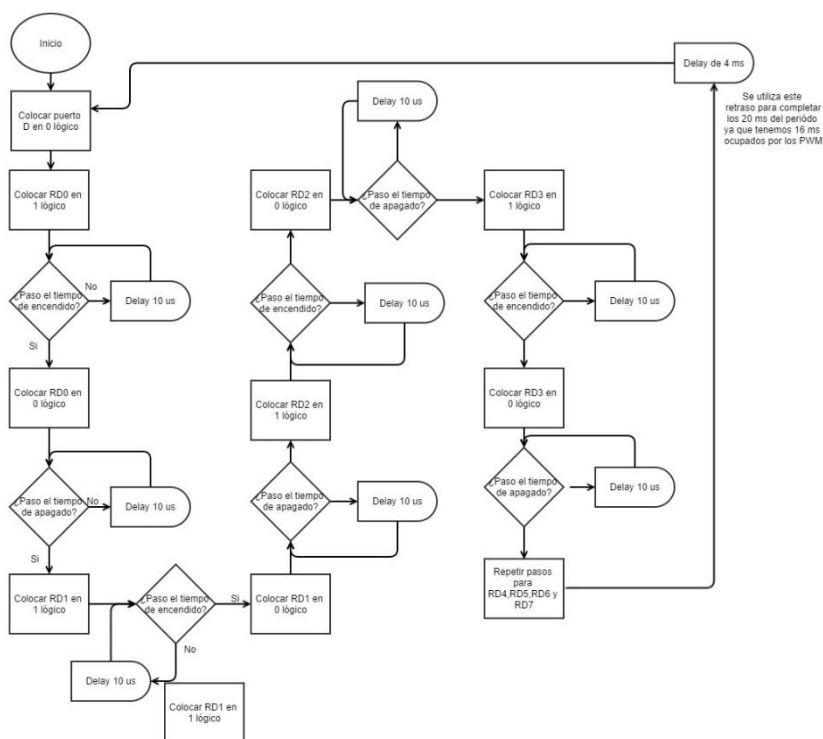 Inicio
Colocar puerto
D en 0 lógico
Colocar RD0 en
1 lógico
¿Paso el tiempo
de encendido?
No
Delay 10 us
Si
Colocar RD0 en
0 lógico
¿Paso el tiempo
de apagado?
No
Delay 10 us
Si
Colocar RD1 en
1 lógico
¿Paso el tiempo
de encendido?
Si
No
Delay 10 us
Colocar RD1 en
1 lógico
Colocar RD1 en
0 lógico
¿Paso el tiempo
de apagado?
Delay 10 us
Colocar RD2 en
1 lógico
¿Paso el tiempo
de encendido?
Delay 10 us
Colocar RD2 en
0 lógico
¿Paso el tiempo
de apagado?
Delay 10 us
Colocar RD3 en
1 lógico
¿Paso el tiempo
de encendido?
Delay 10 us
Colocar RD3 en
0 lógico
¿Paso el tiempo
de apagado?
Delay 10 us
Repetir pasos
para
RD4,RD5,RD6 y
RD7
Delay de 4 ms
Se utiliza este
retraso para completar
los 20 ms del periódo
ya que tenemos 16 ms
ocupados por los PWM